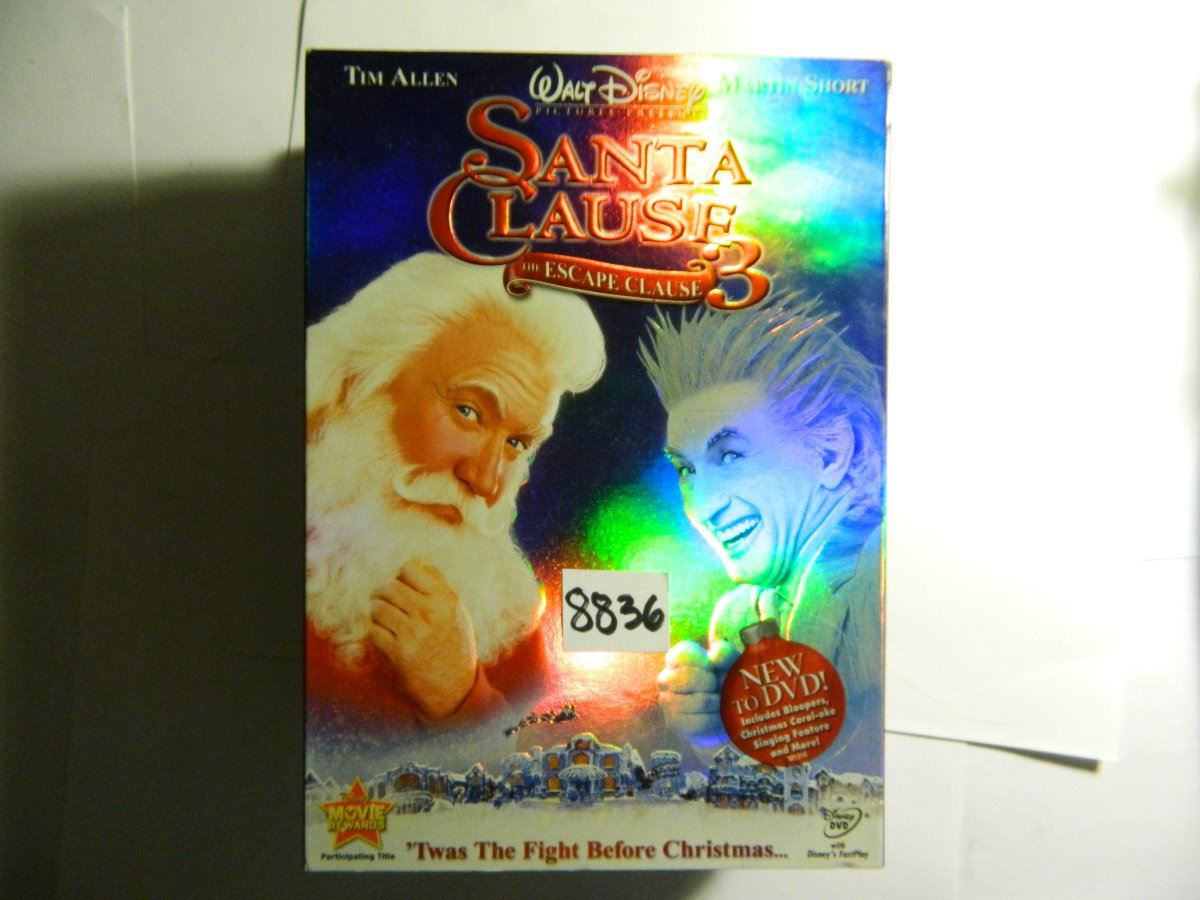 TIM ALLEN
WALT DISNEY
MARTIN SHORT
PICTURES PRESENTS
SANTA
CLAUSE 3
THE ESCAPE CLAUSE
8836
NEW
TO DVD!
Includes Bloopers,
Christmas Carol-oke
Singing Feature
and More!
Disney
MOVIE
REWARDS
Participating Title
'Twas The Fight Before Christmas...
Disney
DVD
with
Disney's FastPlay